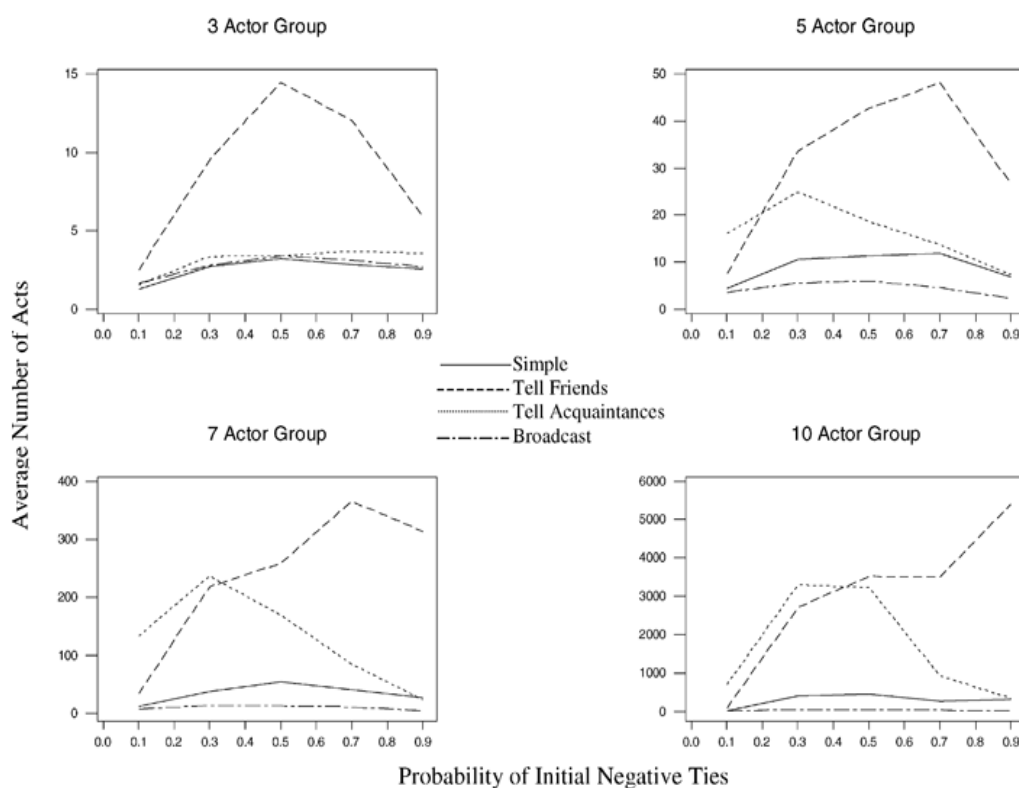 3 Actor Group
15
10
5
0
0.0 0.1 0.2 0.3 0.4 0.5 0.6 0.7 0.8 0.9
5 Actor Group
50
40
30
20
10
0
0.0 0.1 0.2 0.3 0.4 0.5 0.6 0.7 0.8 0.9
Average Number of Acts
Simple
Tell Friends
Tell Acquaintances
Broadcast
7 Actor Group
400
300
200
100
0
0.0 0.1 0.2 0.3 0.4 0.5 0.6 0.7 0.8 0.9
10 Actor Group
6000
5000
4000
3000
2000
1000
0
0.0 0.1 0.2 0.3 0.4 0.5 0.6 0.7 0.8 0.9
Probability of Initial Negative Ties